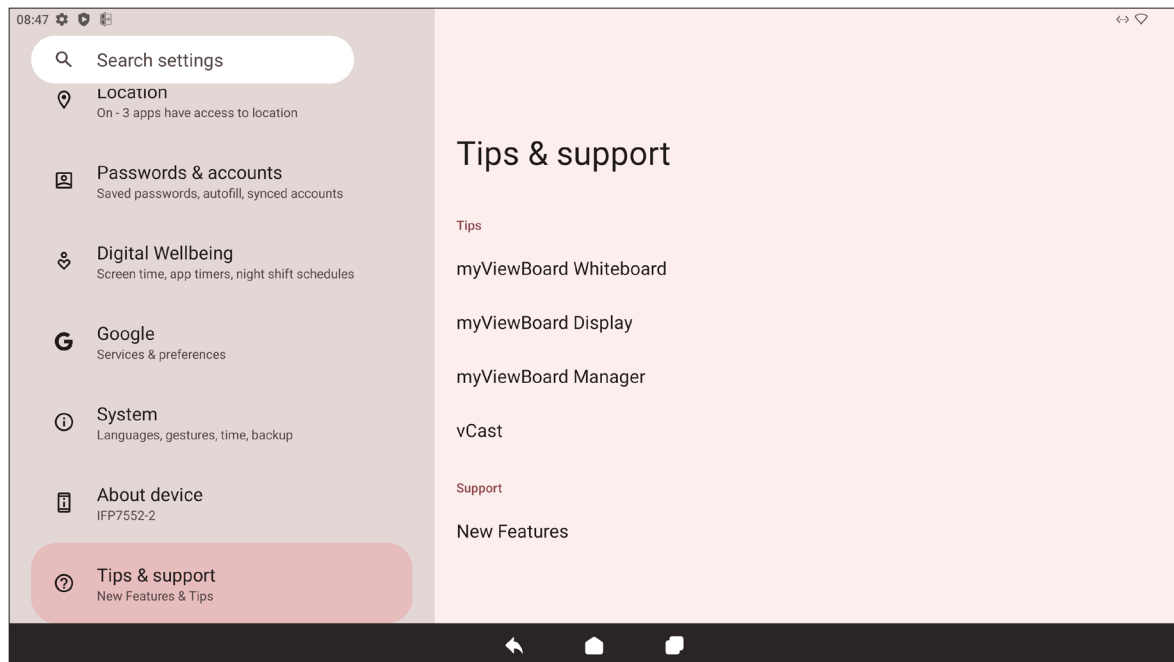 08:47
Search settings
Location
On - 3 apps have access to location
Passwords & accounts
Saved passwords, autofill, synced accounts
Digital Wellbeing
Screen time, app timers, night shift schedules
Google
Services & preferences
System
Languages, gestures, time, backup
About device
IFP7552-2
Tips & support
New Features & Tips
Tips & support
Tips
myViewBoard Whiteboard
myViewBoard Display
myViewBoard Manager
vCast
Support
New Features